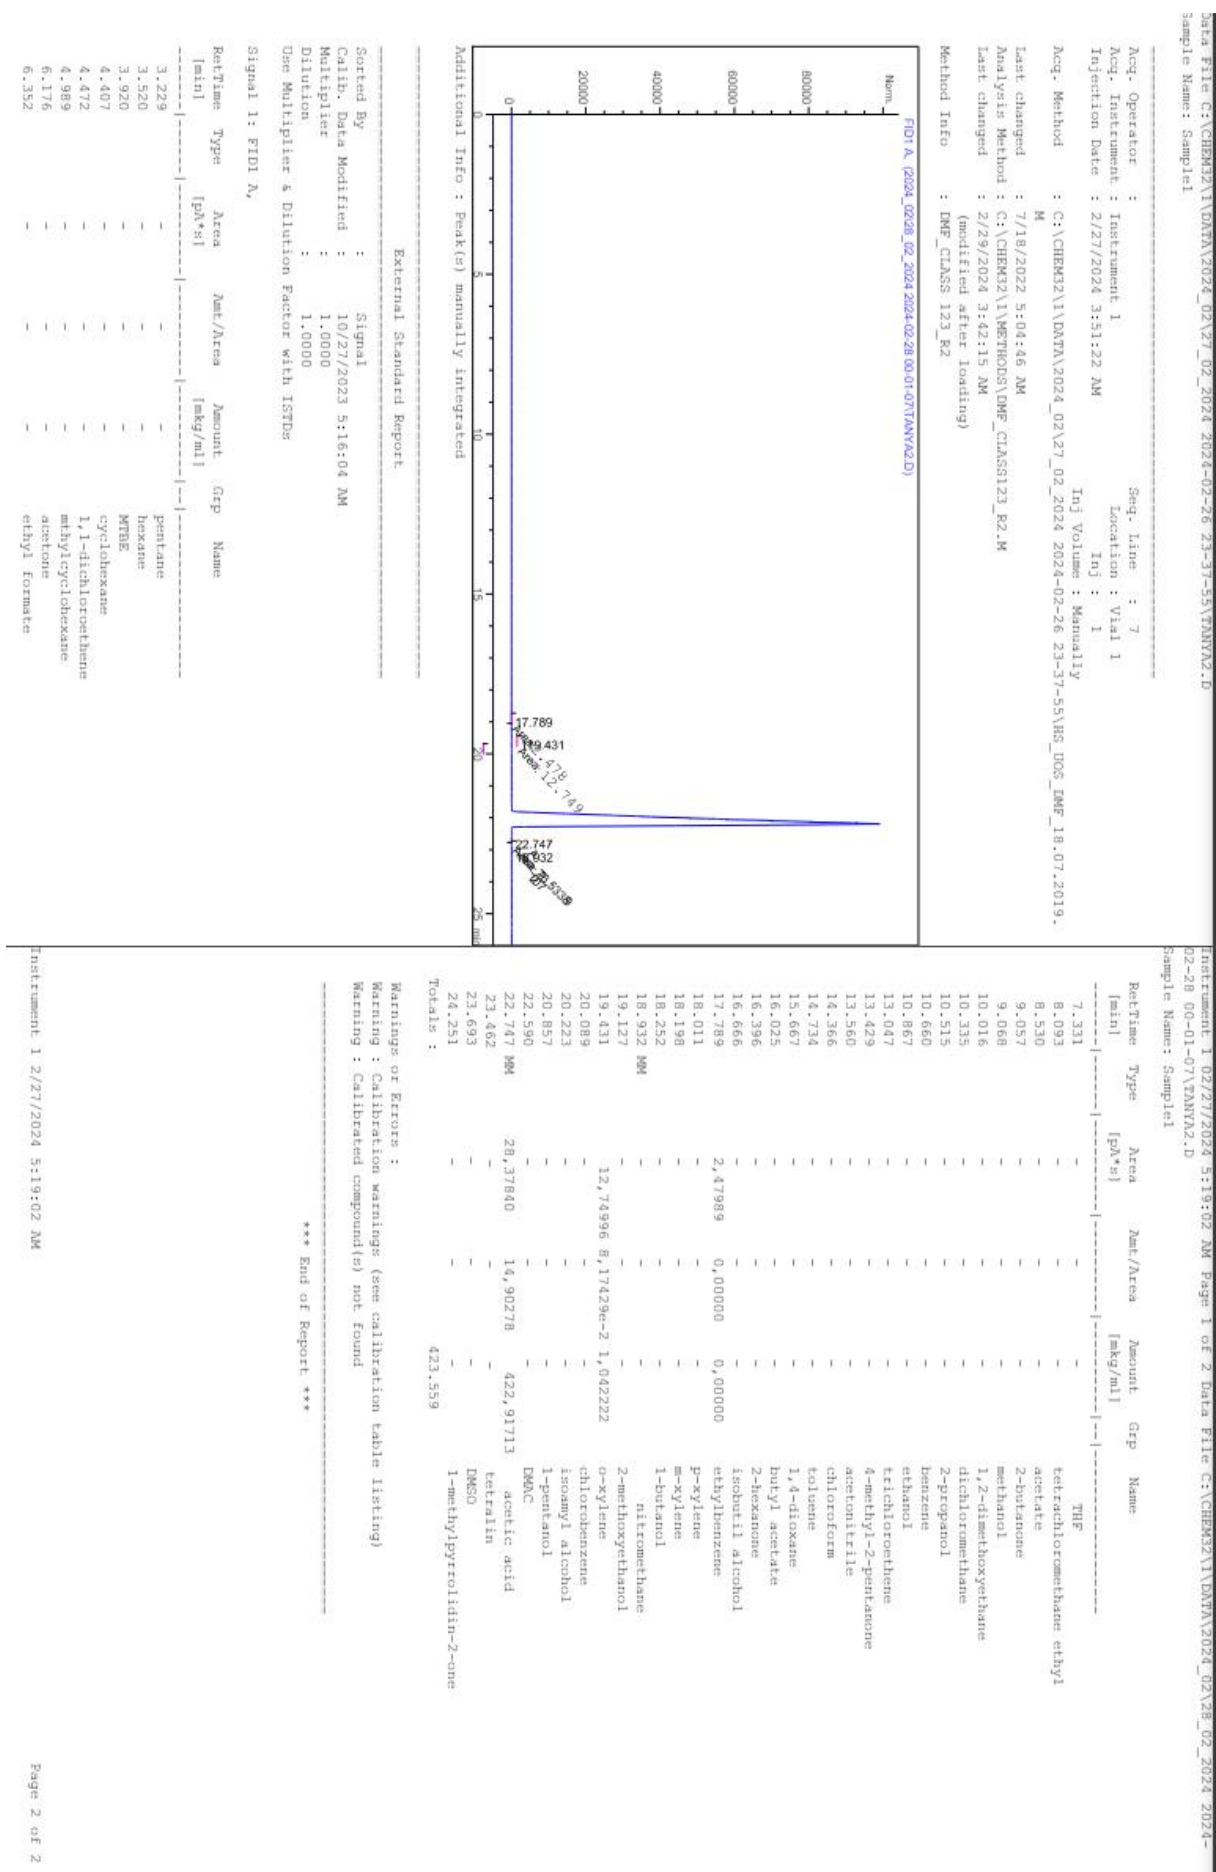 Data File C:\CHEM32\1\DATA\2024_02\27_02_2024 2024-02-26 23-37-55\TANYA2.D
Sample Name: Sample1
Acq. Operator : Seq. Line : 7
Acq. Instrument : Instrument 1 Location : Vial 1
Injection Date : 2/27/2024 3:51:22 AM Inj : 1
Inj Volume : Manually
Acq. Method : C:\CHEM32\1\DATA\2024_02\27_02_2024 2024-02-26 23-37-55\HS_UOS_DMF_18.07.2019.
M
Last changed : 7/18/2022 5:04:46 AM
Analysis Method : C:\CHEM32\1\METHODS\DMF_CLASS123_R2.M
Last changed : 2/29/2024 3:42:15 AM
(modified after loading)
Method Info : DMF_CLASS 123_R2
FID1 A, (2024_02\28_02_2024 2024-02-28 00-01-07\TANYA2.D)
Norm.
80000
60000
40000
20000
0
17.789
19.431
Area: 12.749
22.747
0 5 10 15 20 25 min
Additional Info : Peak(s) manually integrated
External Standard Report
Sorted By : Signal
Calib. Data Modified : 10/27/2023 5:16:04 AM
Multiplier : 1.0000
Dilution : 1.0000
Use Multiplier & Dilution Factor with ISTDs
Signal 1: FID1 A,
RetTime Type Area Amt/Area Amount Grp Name
[min] [pA*s] [mkg/ml]
3.229 - - - pentane
3.520 - - - hexane
3.920 - - - MTBE
4.407 - - - cyclohexane
4.472 - - - 1,1-dichloroethene
4.989 - - - mthylcyclohexane
6.176 - - - acetone
6.352 - - - ethyl formate
Instrument 1 02/27/2024 5:19:02 AM Page 1 of 2 Data File C:\CHEM32\1\DATA\2024_02\28_02_2024 2024-
02-28 00-01-07\TANYA2.D
Sample Name: Sample1
RetTime Type Area Amt/Area Amount Grp Name
[min] [pA*s] [mkg/ml]
7.331 - - - THF
8.093 - - - tetrachloromethane ethyl
8.530 - - - acetate
9.057 - - - 2-butanone
9.068 - - - methanol
10.016 - - - 1,2-dimethoxyethane
10.335 - - - dichloromethane
10.515 - - - 2-propanol
10.660 - - - benzene
10.867 - - - ethanol
13.047 - - - trichloroethene
13.429 - - - 4-methyl-2-pentanone
13.560 - - - acetonitrile
14.366 - - - chloroform
14.734 - - - toluene
15.667 - - - 1,4-dioxane
16.025 - - - butyl acetate
16.396 - - - 2-hexanone
16.666 - - - isobutil alcohol
17.789 2,47989 0,00000 0,00000 ethylbenzene
18.011 - - - p-xylene
18.198 - - - m-xylene
18.252 - - - 1-butanol
18.932 MM - - - nitromethane
19.127 - - - 2-methoxyethanol
19.431 12,74996 8,17429e-2 1,042222 o-xylene
20.089 - - - chlorobenzene
20.223 - - - isoamyl alcohol
20.857 - - - 1-pentanol
22.590 - - - DMAC
22.747 MM 28,37840 14,90278 422,91713 acetic acid
23.462 - - - tetralin
23.693 - - - DMSO
24.251 - - - 1-methylpyrolidin-2-one
Totals : 423.559
Warnings or Errors :
Warning : Calibration warnings (see calibration table listing)
Warning : Calibrated compound(s) not found
*** End of Report ***
Instrument 1 2/27/2024 5:19:02 AM Page 2 of 2